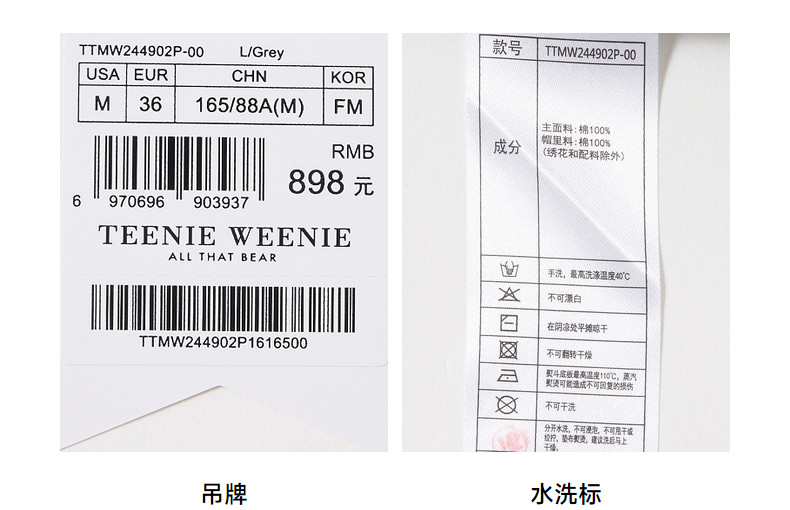 TTMW244902P-00 L/Grey
USA EUR CHN KOR
M 36 165/88A(M) FM
RMB
898 元
6 970696 903937
TEENIE WEENIE
ALL THAT BEAR
TTMW244902P1616500
吊牌
款号 TTMW244902P-00
成分
主面料:棉100%
帽里料:棉100%
(绣花和配料除外)
手洗，最高洗涤温度40℃
不可漂白
在阴凉处平摊晾干
不可翻转干燥
熨斗底板最高温度110℃，蒸汽
熨烫可能造成不可回复的损伤
不可干洗
分开水洗，不可浸泡，不可用干或
绞拧，垫布熨烫，建议洗后马上
干燥。
水洗标